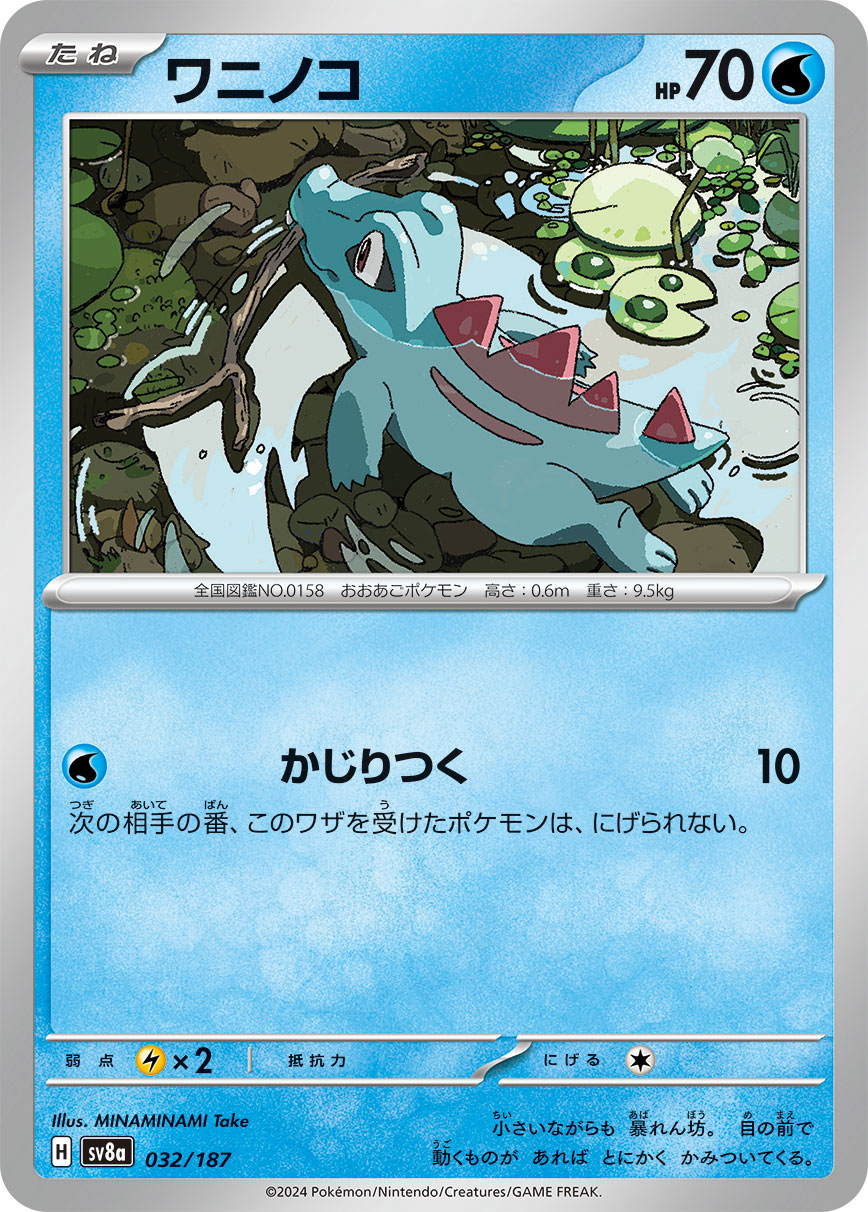 たね
ワニノコ
HP70
全国図鑑NO.0158 おおあごポケモン 高さ:0.6m 重さ:9.5kg
かじりつく 10
次の相手の番、このワザを受けたポケモンは、にげられない。
弱点 ×2 抵抗力 にげる
Illus. MINAMINAMI Take
小さいながらも 暴れん坊。 目の前で
動くものが あれば とにかく かみついてくる。
H sv8a 032/187
©2024 Pokémon/Nintendo/Creatures/GAME FREAK.